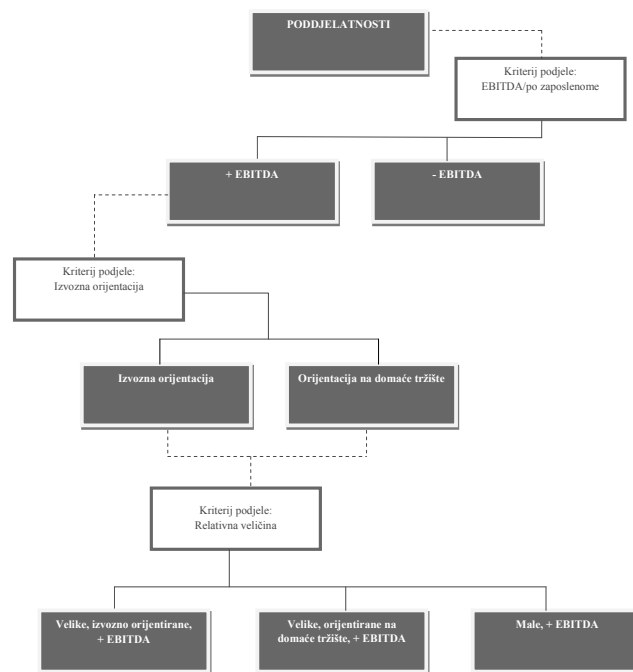 PODDJELATNOSTI
Kriterij podjele:
EBITDA/po zaposlenome
+ EBITDA
- EBITDA
Kriterij podjele:
Izvozna orijentacija
Izvozna orijentacija
Orijentacija na domaće tržište
Kriterij podjele:
Relativna veličina
Velike, izvozno orijentirane,
+ EBITDA
Velike, orijentirane na
domaće tržište, + EBITDA
Male, + EBITDA